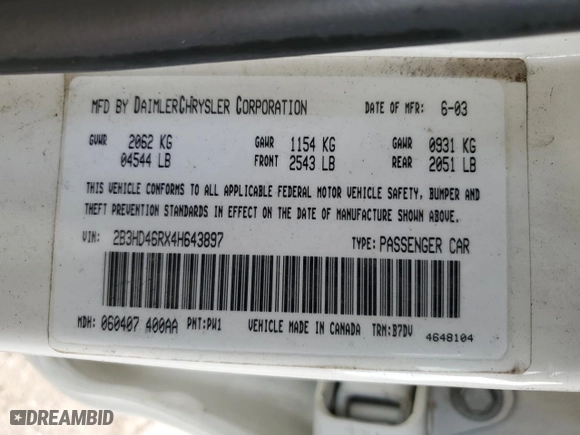 MFD BY DAIMLERCHRYSLER CORPORATION DATE OF MFR: 6-03
GVWR 2062 KG GAWR 1154 KG GAWR 0931 KG
04544 LB FRONT 2543 LB REAR 2051 LB
THIS VEHICLE CONFORMS TO ALL APPLICABLE FEDERAL MOTOR VEHICLE SAFETY, BUMPER AND
THEFT PREVENTION STANDARDS IN EFFECT ON THE DATE OF MANUFACTURE SHOWN ABOVE.
VIN: 2B3HD46RX4H643897 TYPE: PASSENGER CAR
MDH: 060407 400AA PNT: PW1 VEHICLE MADE IN CANADA TRN: B7DV
4648104
DREAMBID